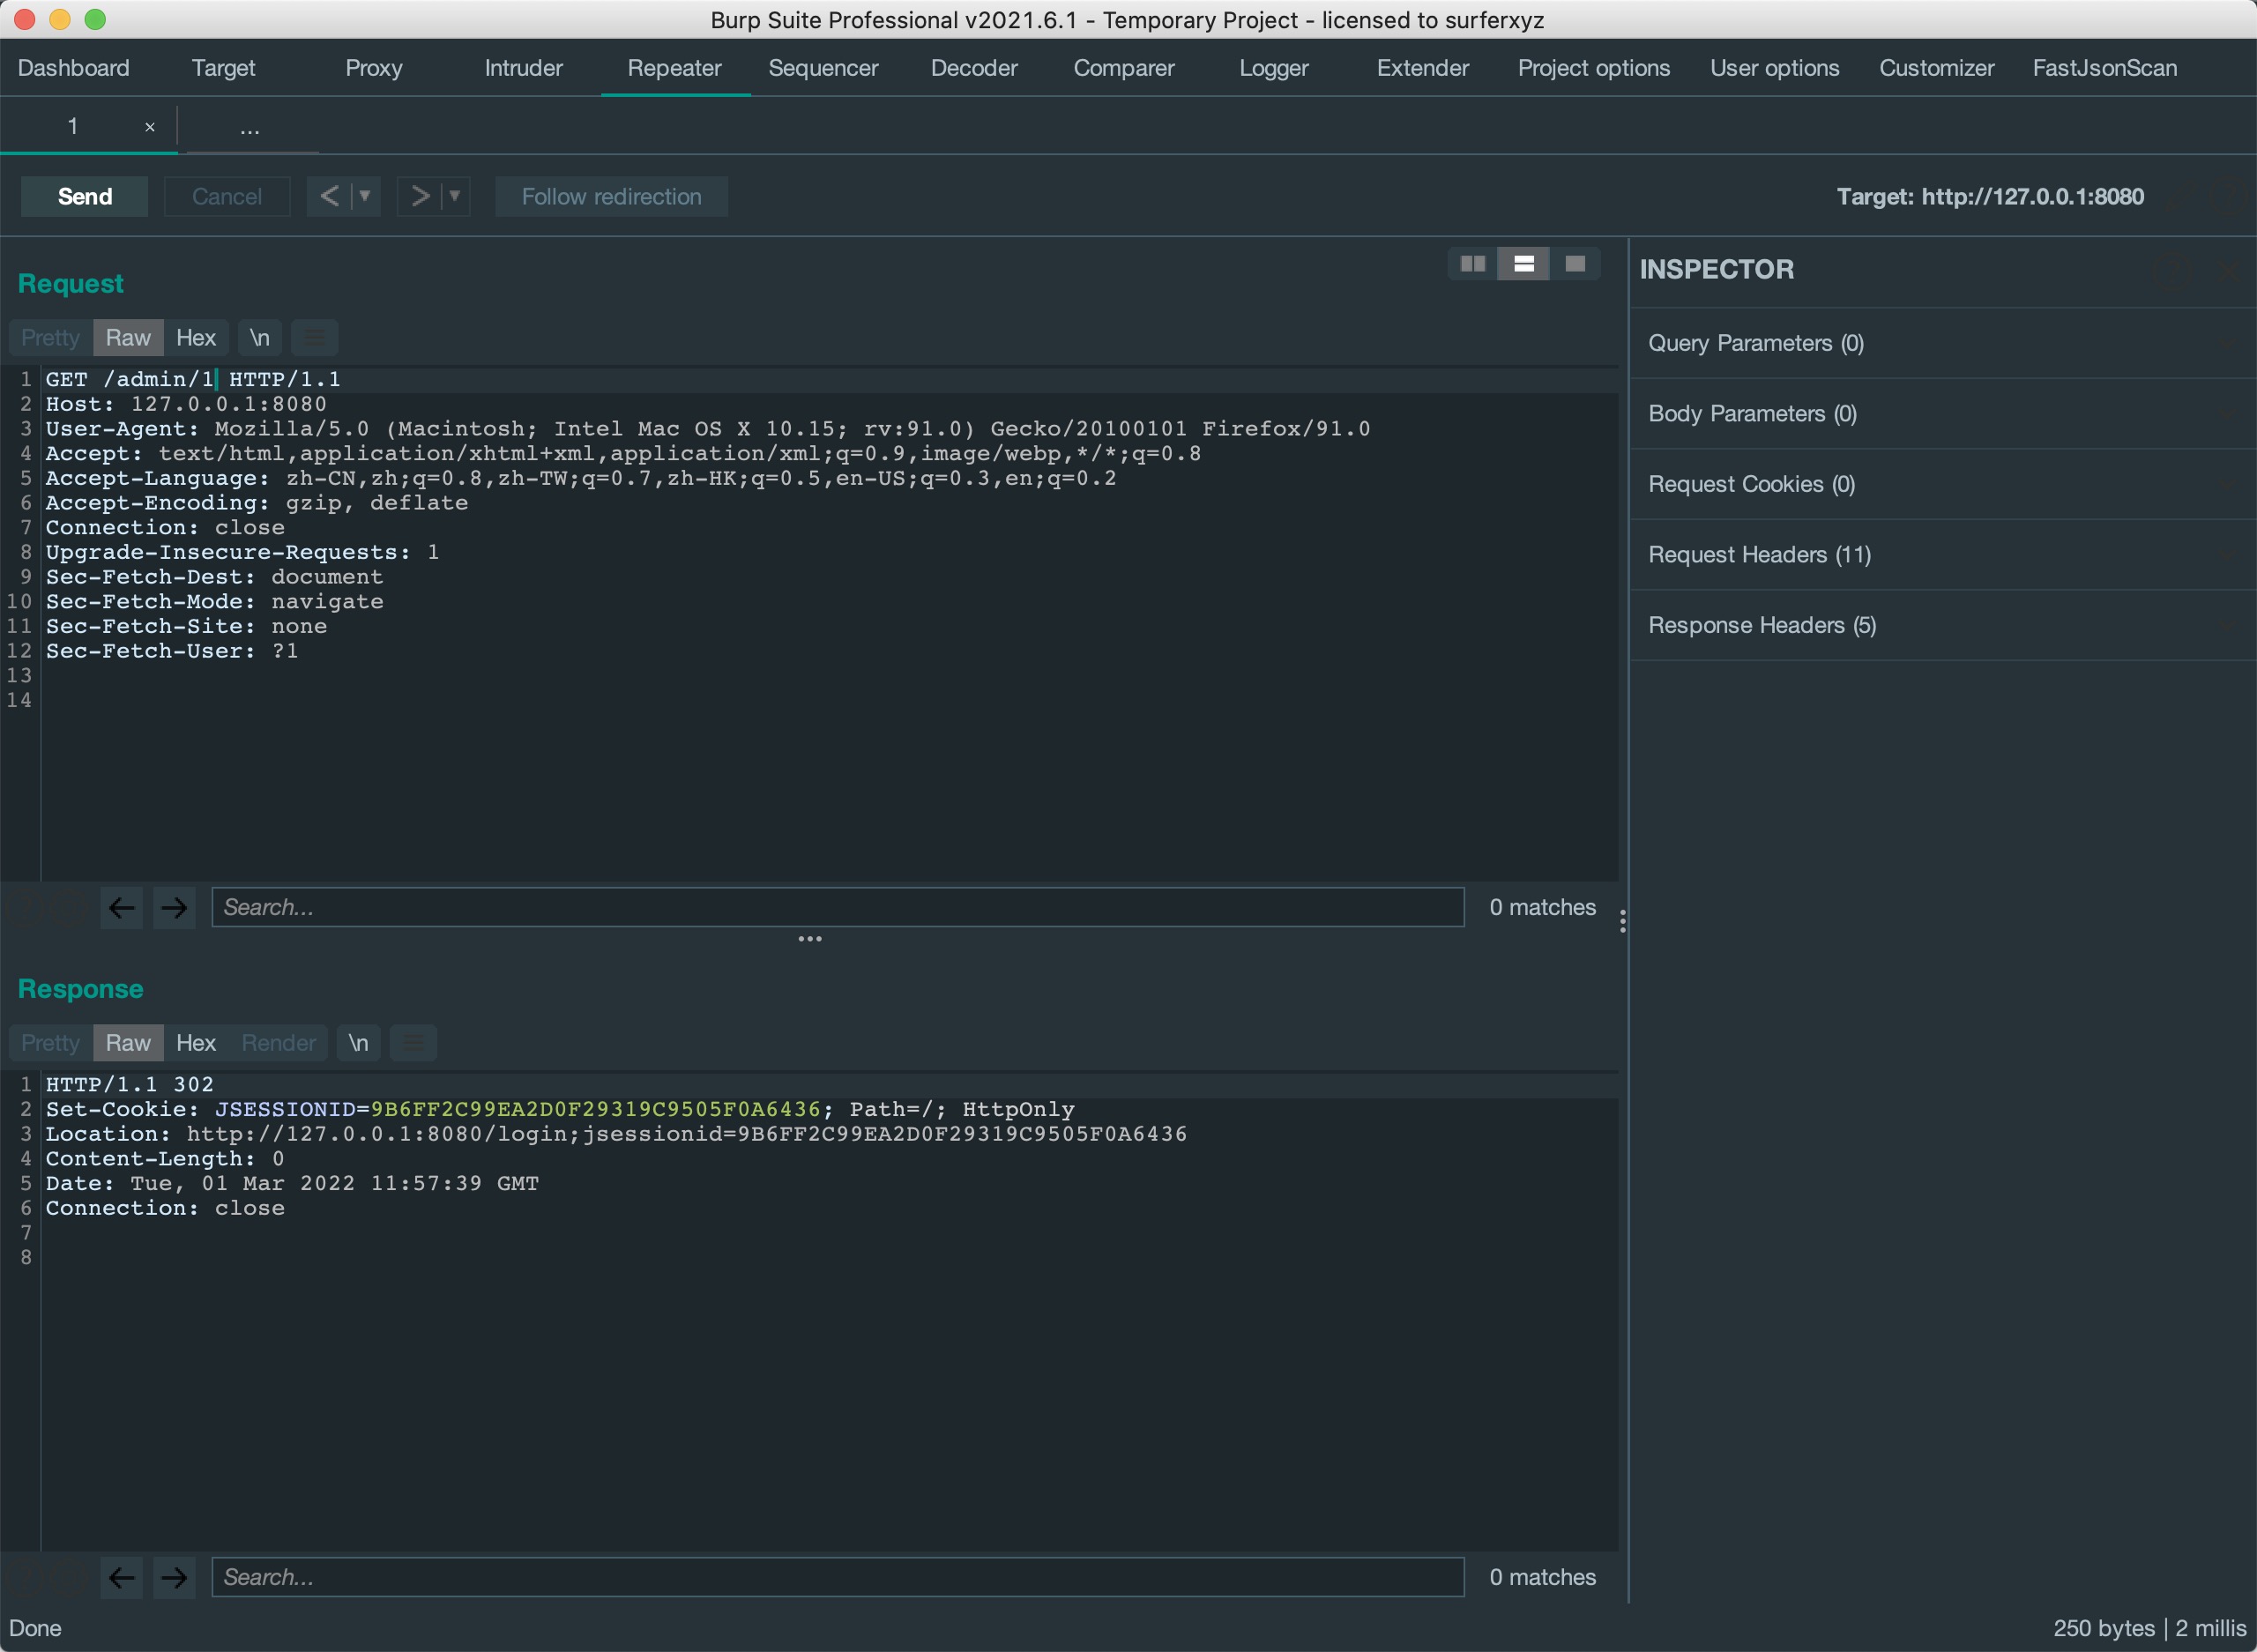 Burp Suite Professional v2021.6.1 - Temporary Project - licensed to surferxyz
Dashboard Target Proxy Intruder Repeater Sequencer Decoder Comparer Logger Extender Project options User options Customizer FastJsonScan
1 × ...
Send Cancel < ▼ > ▼ Follow redirection Target: http://127.0.0.1:8080
Request
Pretty Raw Hex \n
1 GET /admin/1 HTTP/1.1
2 Host: 127.0.0.1:8080
3 User-Agent: Mozilla/5.0 (Macintosh; Intel Mac OS X 10.15; rv:91.0) Gecko/20100101 Firefox/91.0
4 Accept: text/html,application/xhtml+xml,application/xml;q=0.9,image/webp,*/*;q=0.8
5 Accept-Language: zh-CN,zh;q=0.8,zh-TW;q=0.7,zh-HK;q=0.5,en-US;q=0.3,en;q=0.2
6 Accept-Encoding: gzip, deflate
7 Connection: close
8 Upgrade-Insecure-Requests: 1
9 Sec-Fetch-Dest: document
10 Sec-Fetch-Mode: navigate
11 Sec-Fetch-Site: none
12 Sec-Fetch-User: ?1
13
14
Search... 0 matches
Response
Pretty Raw Hex Render \n
1 HTTP/1.1 302
2 Set-Cookie: JSESSIONID=9B6FF2C99EA2D0F29319C9505F0A6436; Path=/; HttpOnly
3 Location: http://127.0.0.1:8080/login;jsessionid=9B6FF2C99EA2D0F29319C9505F0A6436
4 Content-Length: 0
5 Date: Tue, 01 Mar 2022 11:57:39 GMT
6 Connection: close
7
8
Search... 0 matches
INSPECTOR
Query Parameters (0)
Body Parameters (0)
Request Cookies (0)
Request Headers (11)
Response Headers (5)
Done 250 bytes | 2 millis